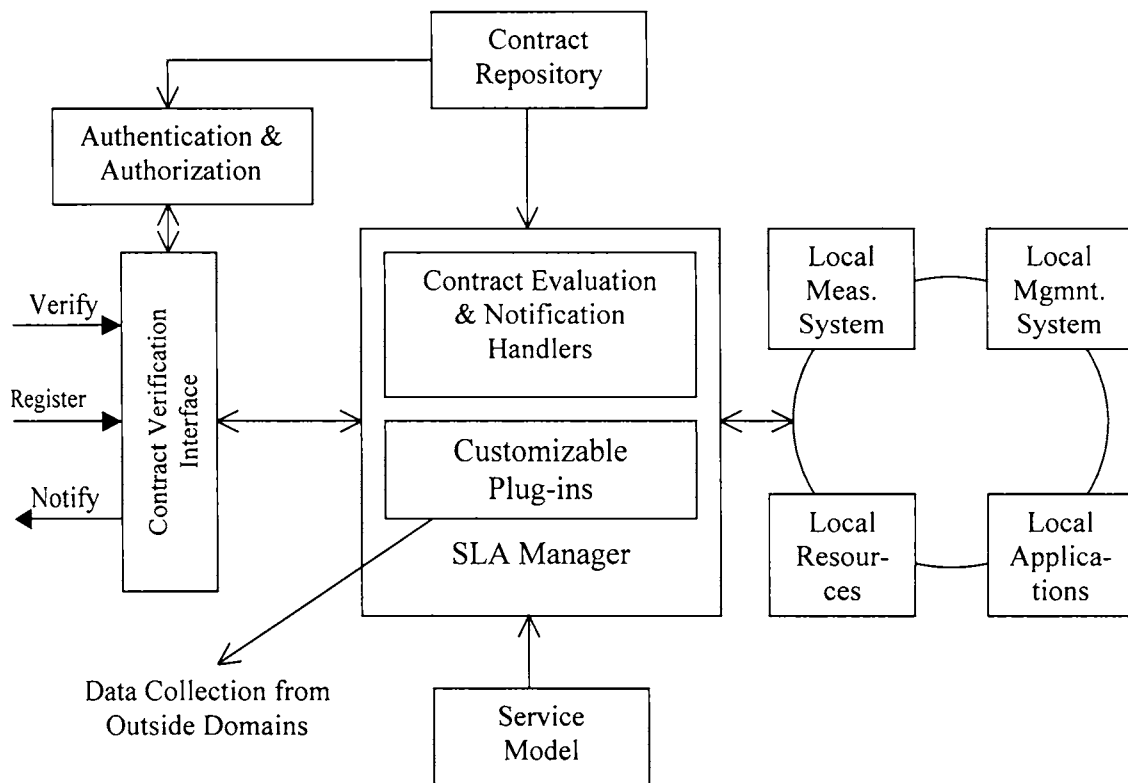 Contract
Repository
Authentication &
Authorization
Verify
Register
Notify
Contract Verification
Interface
Contract Evaluation
& Notification
Handlers
Customizable
Plug-ins
SLA Manager
Local
Meas.
System
Local
Mgmnt.
System
Local
Resour-
ces
Local
Applica-
tions
Data Collection from
Outside Domains
Service
Model